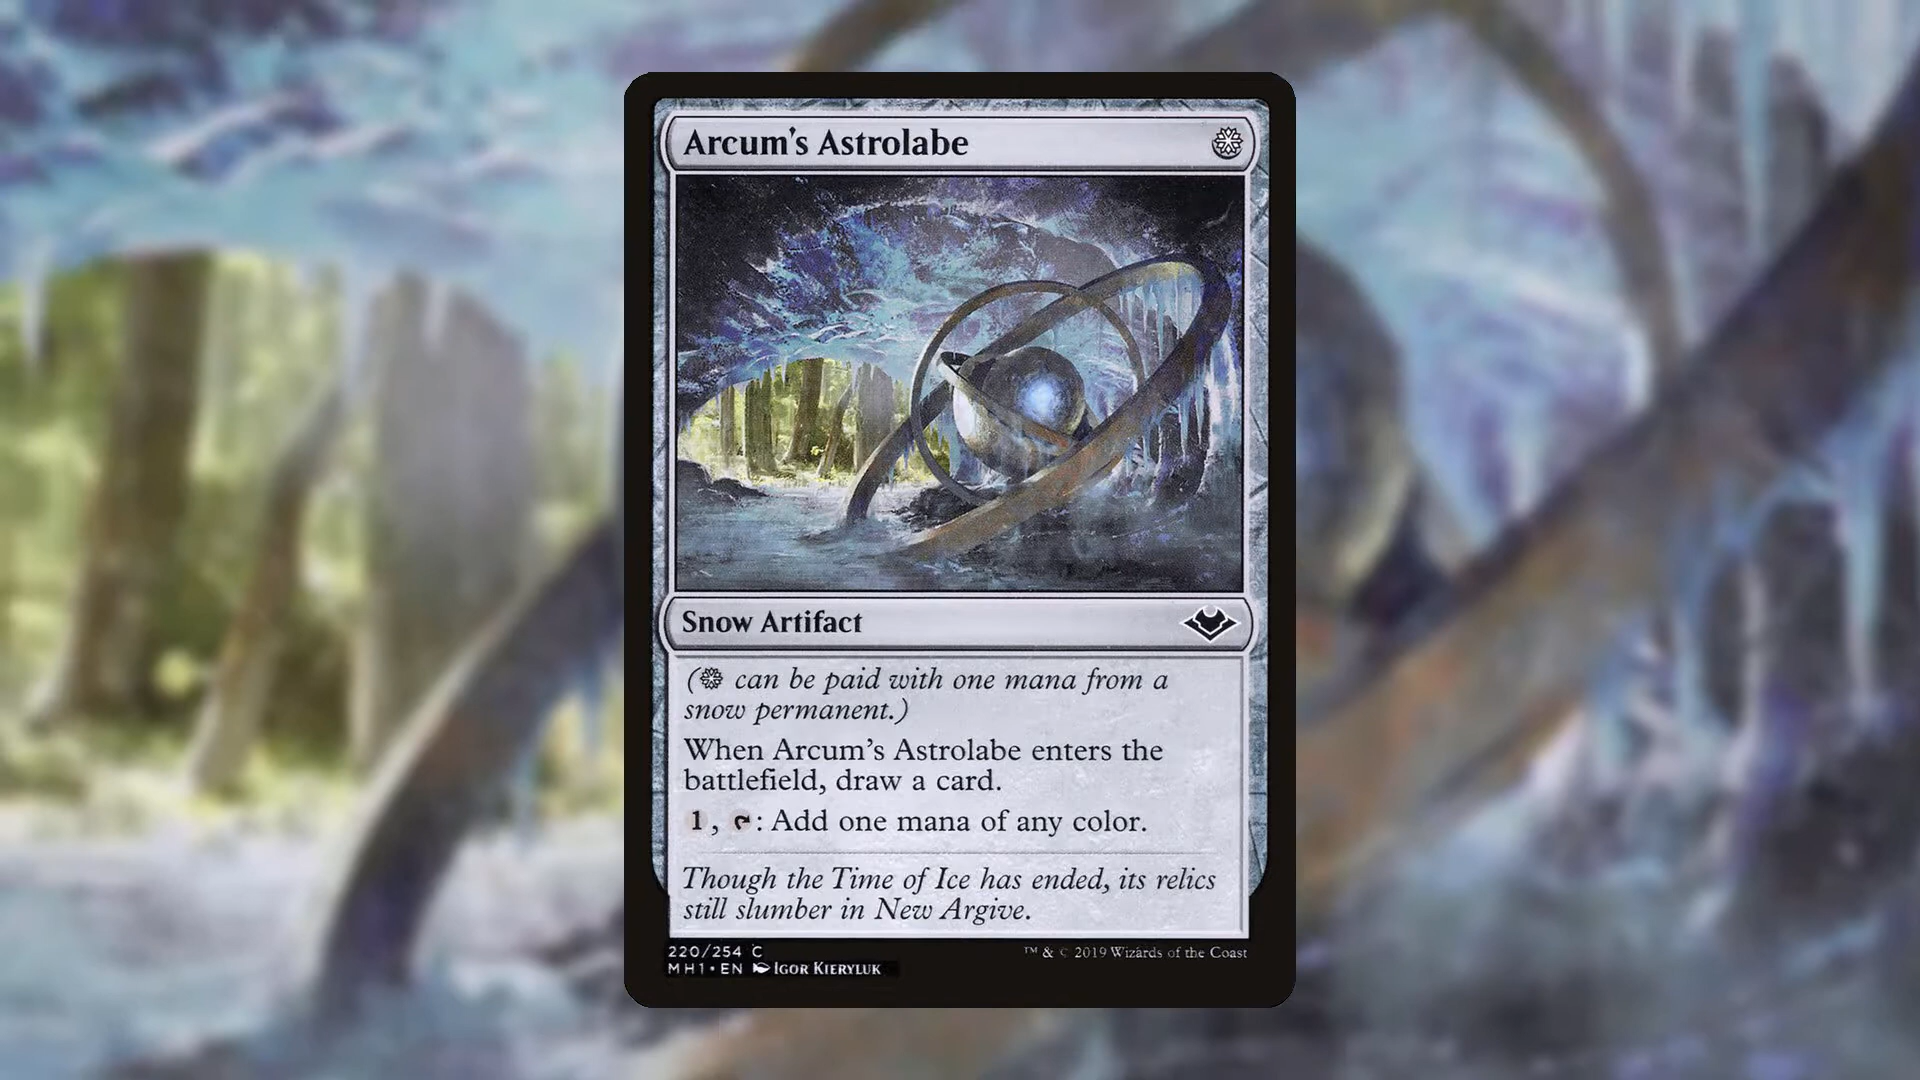 Arcum's Astrolabe
Snow Artifact
( can be paid with one mana from a
snow permanent.)
When Arcum's Astrolabe enters the
battlefield, draw a card.
1, : Add one mana of any color.
Though the Time of Ice has ended, its relics
still slumber in New Argive.
220/254 C
™ & © 2019 Wizards of the Coast
MH1 • EN Igor Kieryluk